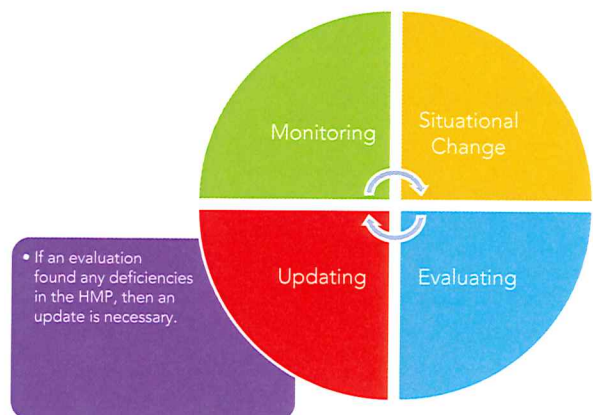 Monitoring
Situational
Change
Updating
Evaluating
• If an evaluation
found any deficiencies
in the HMP, then an
update is necessary.